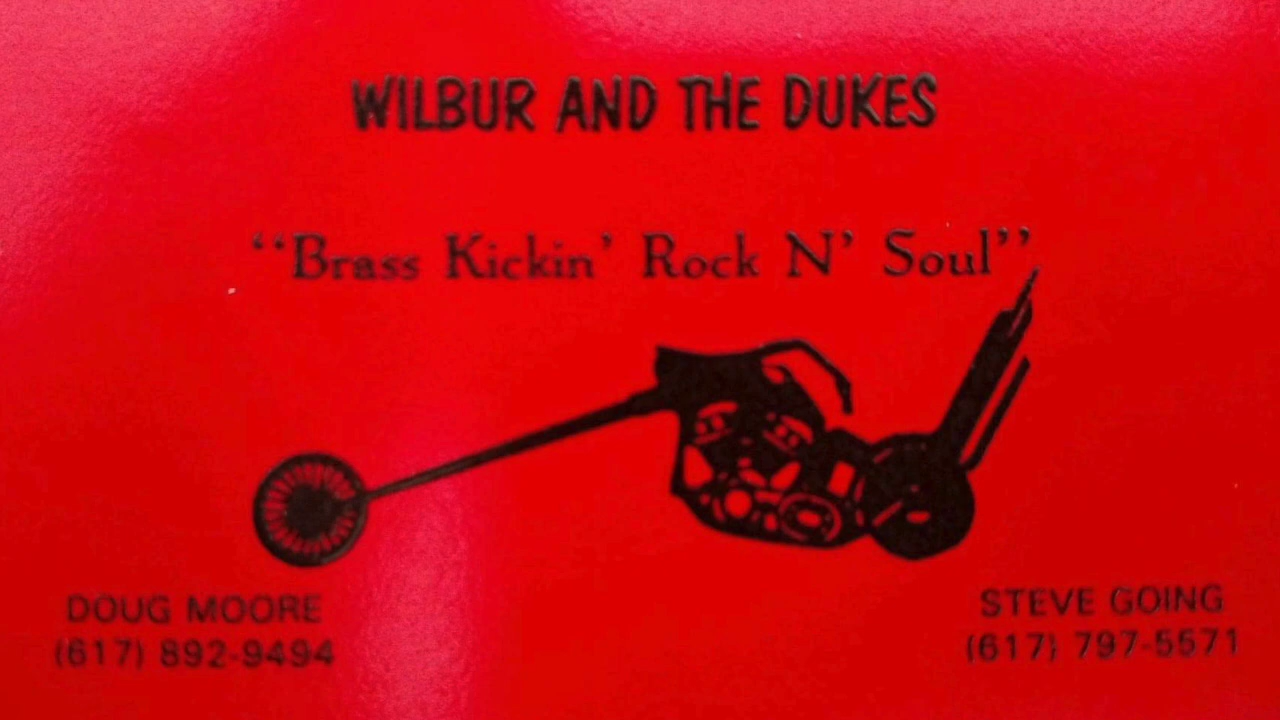 WILBUR AND THE DUKES
“Brass Kickin’ Rock N’ Soul”
DOUG MOORE
(617) 892-9494
STEVE GOING
(617) 797-5571